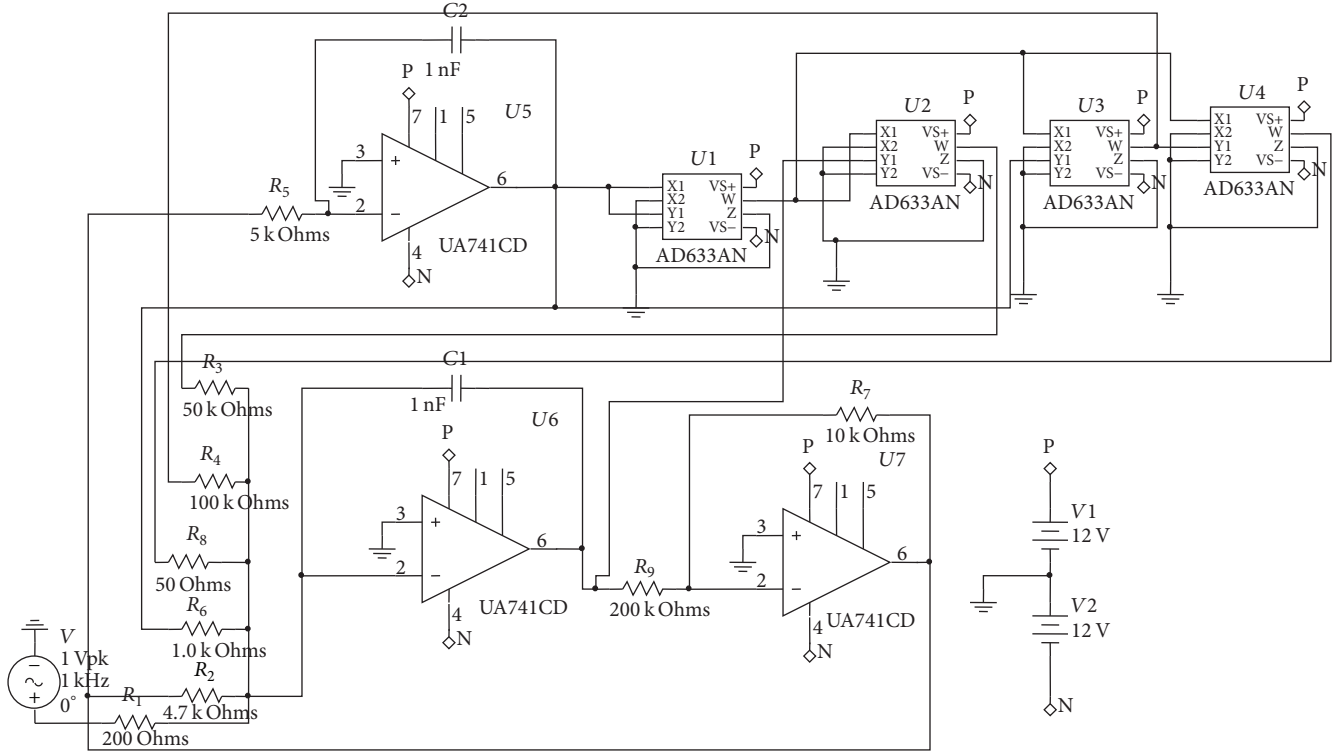 C2
1 nF
P
7
1
5
U5
3
+
6
R5
2
−
5 k Ohms
4
UA741CD
N
U1
P
X1
X2
Y1
Y2
VS+
W
Z
VS−
N
AD633AN
U2
P
X1
X2
Y1
Y2
VS+
W
Z
VS−
N
AD633AN
U3
P
X1
X2
Y1
Y2
VS+
W
Z
VS−
N
AD633AN
U4
P
X1
X2
Y1
Y2
VS+
W
Z
VS−
N
AD633AN
R3
50 k Ohms
R4
100 k Ohms
R8
50 Ohms
R6
1.0 k Ohms
R2
4.7 k Ohms
R1
200 Ohms
V
1 Vpk
1 kHz
0°
−
+
C1
1 nF
U6
P
7
1
5
3
+
6
2
−
4
UA741CD
N
R9
200 k Ohms
R7
10 k Ohms
U7
P
7
1
5
3
+
6
2
−
4
UA741CD
N
P
V1
12 V
V2
12 V
N